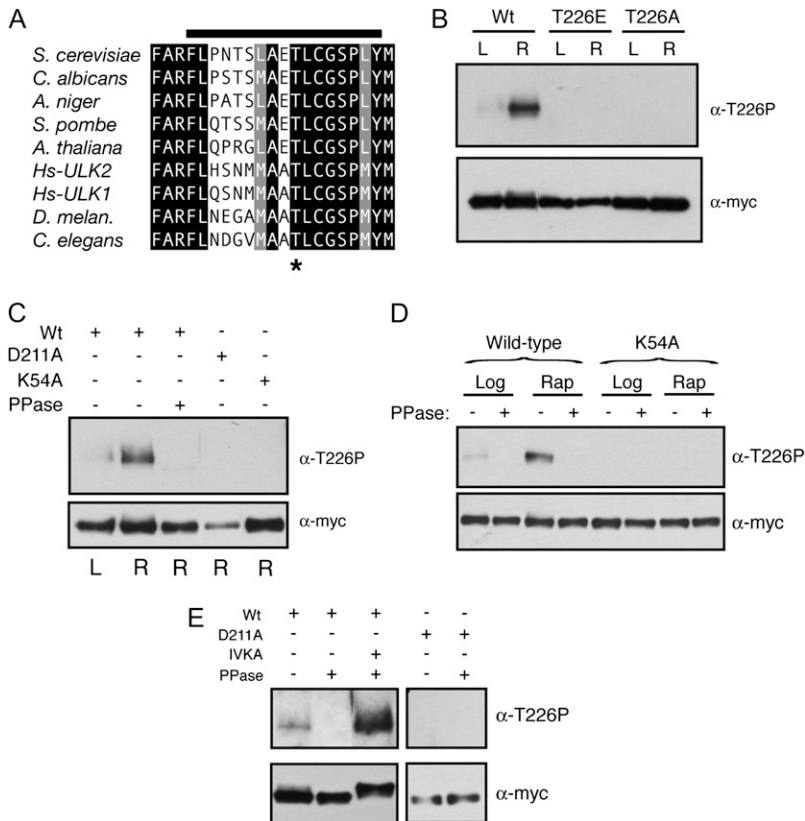 A
S. cerevisiae FARFLPNTSLAETLCGSPLYM
C. albicans FARFLPSTSMAETLCGSPLYM
A. niger FARFLPATSLAETLCGSPLYM
S. pombe FARFLQTSSMAETLCGSPLYM
A. thaliana FARFLQPRGLAETLCGSPLYM
Hs-ULK2 FARFLHSNMMAATLCGSPMYM
Hs-ULK1 FARFLQSNMMAATLCGSPMYM
D. melan. FARFLNEGAMAATLCGSPMYM
C. elegans FARFLNDGVMAATLCGSPMYM
*
B
Wt T226E T226A
L R L R L R
α-T226P
α-myc
C
Wt + + + - -
D211A - - - + -
K54A - - - - +
PPase - - + - -
α-T226P
α-myc
L R R R R
D
Wild-type K54A
Log Rap Log Rap
PPase: - + - + - + - +
α-T226P
α-myc
E
Wt + + + - -
D211A - - - + +
IVKA - - + - -
PPase - + + - +
α-T226P
α-myc